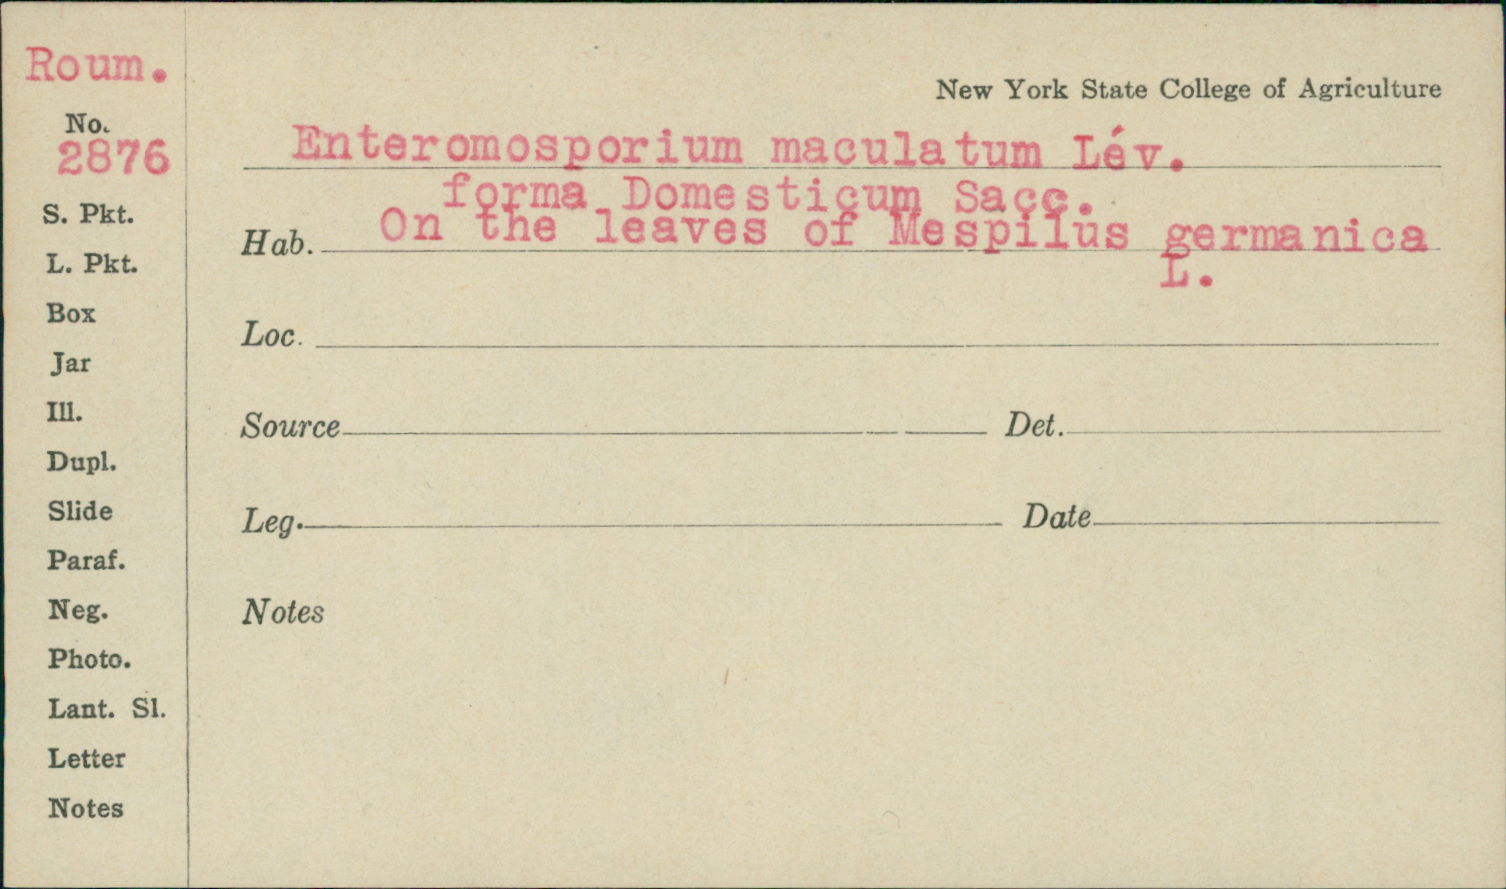 Roum.
No.
2876
S. Pkt.
L. Pkt.
Box
Jar
Ill.
Dupl.
Slide
Paraf.
Neg.
Photo.
Lant. Sl.
Letter
Notes
New York State College of Agriculture
Enteromosporium maculatum Lév.
forma Domesticum Sacc.
Hab. On the leaves of Mespilus germanica
L.
Loc.
Source Det.
Leg. Date
Notes